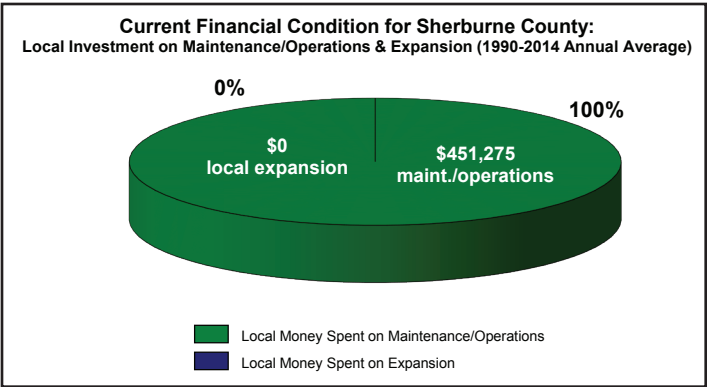 Current Financial Condition for Sherburne County:
Local Investment on Maintenance/Operations & Expansion (1990-2014 Annual Average)
0%
100%
$0
local expansion
$451,275
maint./operations
Local Money Spent on Maintenance/Operations
Local Money Spent on Expansion